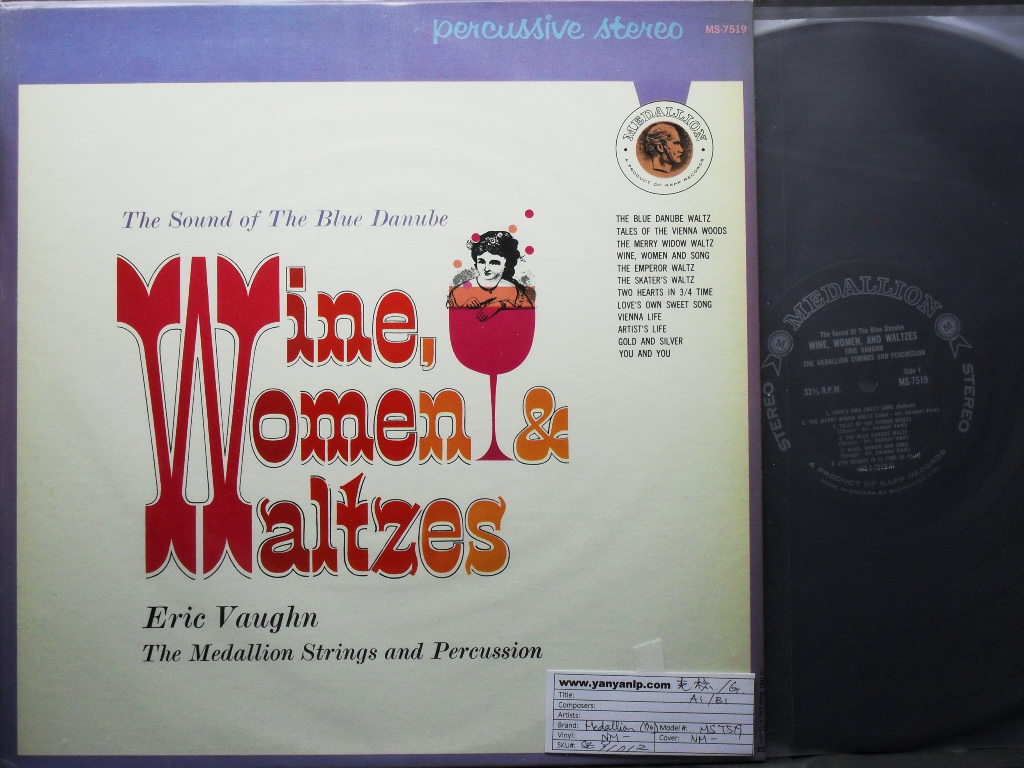 percussive stereo
MS-7519
MEDALLION
A PRODUCT OF KAPP RECORDS
The Sound of The Blue Danube
Wine,
Women &
Waltzes
Eric Vaughn
The Medallion Strings and Percussion
THE BLUE DANUBE WALTZ
TALES OF THE VIENNA WOODS
THE MERRY WIDOW WALTZ
WINE, WOMEN AND SONG
THE EMPEROR WALTZ
THE SKATER'S WALTZ
TWO HEARTS IN 3/4 TIME
LOVE'S OWN SWEET SONG
VIENNA LIFE
ARTIST'S LIFE
GOLD AND SILVER
YOU AND YOU
MEDALLION
The Sound Of The Blue Danube
WINE, WOMEN, AND WALTZES
ERIC VAUGHN
THE MEDALLION STRINGS AND PERCUSSION
Side 1
33⅓ R.P.M. MS-7519
STEREO
STEREO
A PRODUCT OF KAPP RECORDS
www.yanyanlp.com
A1/B1
Title:
Composers:
Artists:
Brand: Medallion Model#:
Vinyl: NM- Cover: NM-
SKU#: